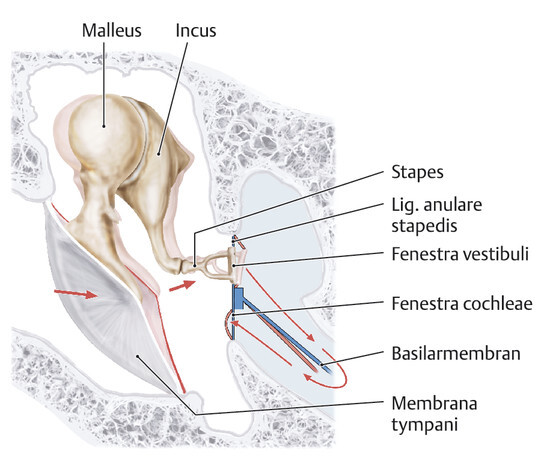 Malleus
Incus
Stapes
Lig. anulare
stapedis
Fenestra vestibuli
Fenestra cochleae
Basilarmembran
Membrana
tympani